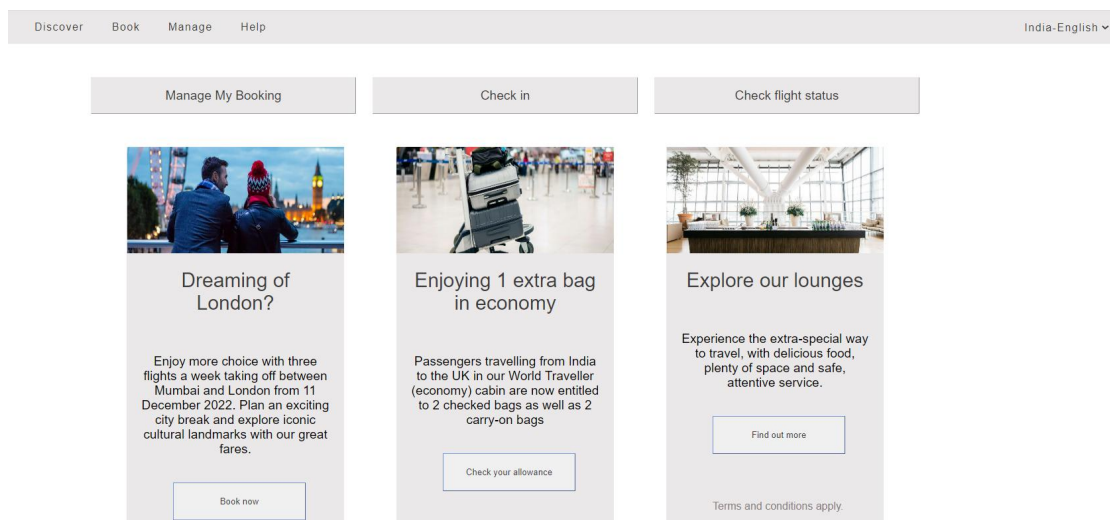 Discover Book Manage Help India-English
Manage My Booking Check in Check flight status
Dreaming of
London?
Enjoy more choice with three
flights a week taking off between
Mumbai and London from 11
December 2022. Plan an exciting
city break and explore iconic
cultural landmarks with our great
fares.
Book now
Enjoying 1 extra bag
in economy
Passengers travelling from India
to the UK in our World Traveller
(economy) cabin are now entitled
to 2 checked bags as well as 2
carry-on bags
Check your allowance
Explore our lounges
Experience the extra-special way
to travel, with delicious food,
plenty of space and safe,
attentive service.
Find out more
Terms and conditions apply.